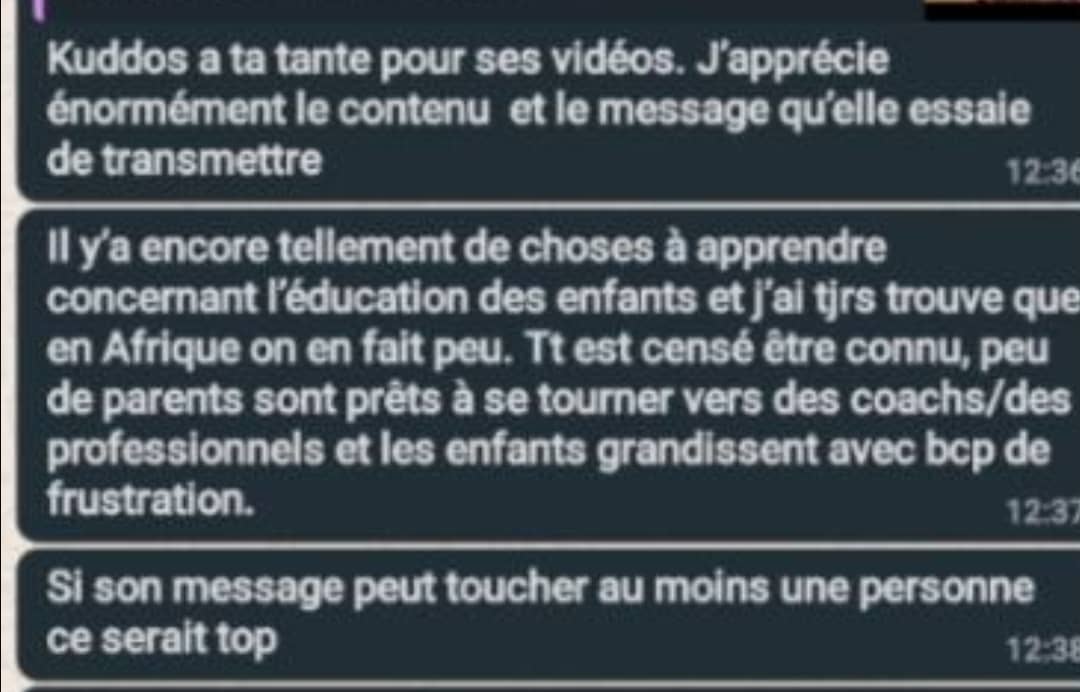 Kuddos a ta tante pour ses vidéos. J'apprécie
énormément le contenu  et le message qu'elle essaie
de transmettre
12:36
Il y'a encore tellement de choses à apprendre
concernant l'éducation des enfants et j'ai tjrs trouve que
en Afrique on en fait peu. Tt est censé être connu, peu
de parents sont prêts à se tourner vers des coachs/des
professionnels et les enfants grandissent avec bcp de
frustration.
12:37
Si son message peut toucher au moins une personne
ce serait top
12:38